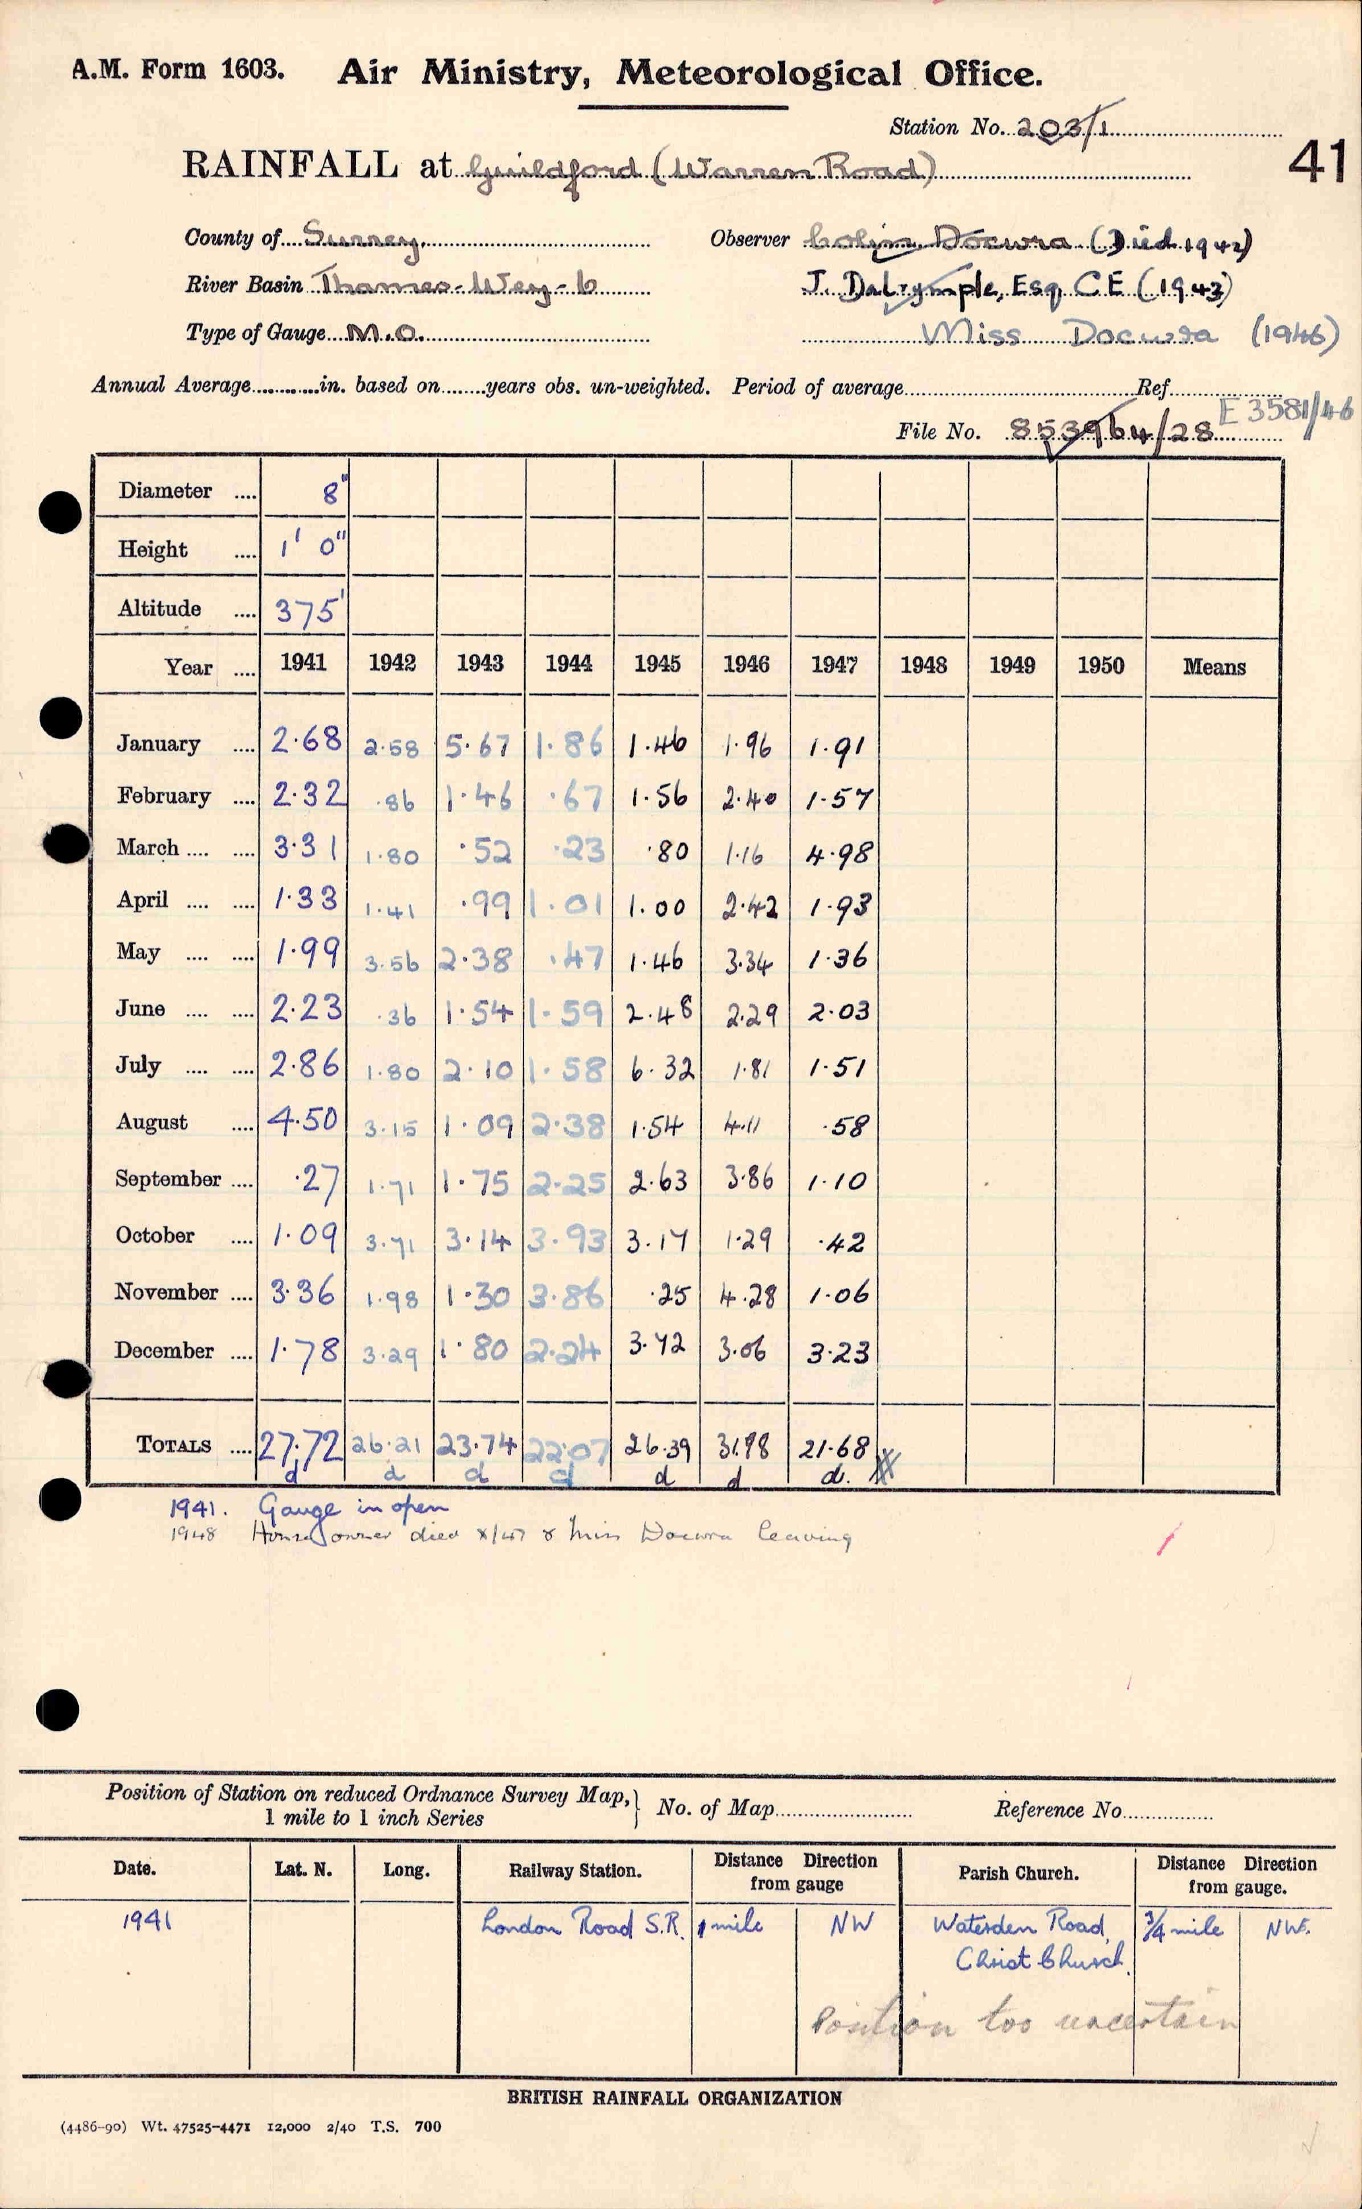 A.M. Form 1603. Air Ministry, Meteorological Office.
Station No. 203/1
41
RAINFALL at Guildford (Warren Road)
County of Surrey. Observer Colin Docwra (Died 1942)
River Basin Thames-Wey-b J. Dalrymple, Esq, C E (1943)
Type of Gauge M.O. Miss Docwra (1946)
Annual Average............in. based on........years obs. un-weighted. Period of average............Ref............
E 3581/46
File No. 853964/28
Diameter .... 8"
Height .... 1' 0"
Altitude .... 375'
Year .... 1941 1942 1943 1944 1945 1946 1947 1948 1949 1950 Means
January .... 2.68 2.58 5.67 1.86 1.46 1.96 1.91
February .... 2.32 .86 1.46 .67 1.56 2.40 1.57
March .... .... 3.31 1.80 .52 .23 .80 1.16 4.98
April .... .... 1.33 1.41 .99 1.01 1.00 2.42 1.93
May .... .... 1.99 3.56 2.38 .47 1.46 3.34 1.36
June .... .... 2.23 .36 1.54 1.59 2.48 2.29 2.03
July .... .... 2.86 1.80 2.10 1.58 6.32 1.81 1.51
August .... 4.50 3.15 1.09 2.38 1.54 4.11 .58
September .... .27 1.71 1.75 2.25 2.63 3.86 1.10
October .... 1.09 3.71 3.14 3.93 3.17 1.29 .42
November .... 3.36 1.98 1.30 3.86 .25 4.28 1.06
December .... 1.78 3.29 1.80 2.24 3.72 3.06 3.23
TOTALS .... 27.72 26.21 23.74 22.07 26.39 31.98 21.68
d d d d d d d.
1941. Gauge in open
1948 House owner died x/47 & Miss Docwra leaving
Position of Station on reduced Ordnance Survey Map,
1 mile to 1 inch Series
No. of Map............ Reference No............
Date. Lat. N. Long. Railway Station. Distance Direction from gauge Parish Church. Distance Direction from gauge.
1941 London Road S.R. 1 mile NW Waterden Road, ¾ mile NW.
Christ Church.
Position too uncertain
BRITISH RAINFALL ORGANIZATION
(4486-90) Wt. 47525-4471 12,000 2/40 T.S. 700